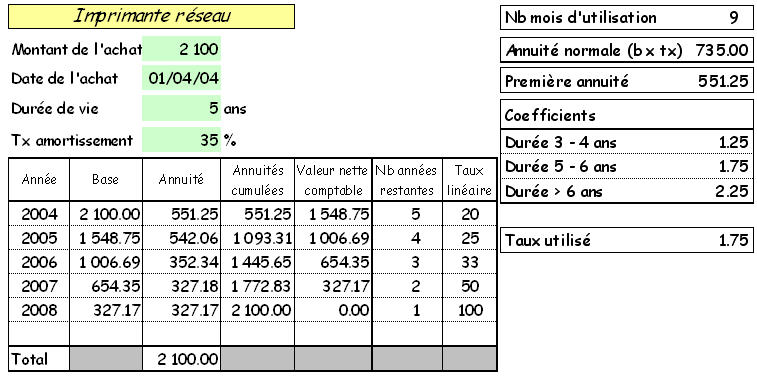 Imprimante réseau
Montant de l'achat 2 100
Date de l'achat 01/04/04
Durée de vie 5 ans
Tx amortissement 35 %
Nb mois d'utilisation 9
Annuité normale (b x tx) 735.00
Première annuité 551.25
Coefficients
Durée 3 - 4 ans 1.25
Durée 5 - 6 ans 1.75
Durée > 6 ans 2.25
Taux utilisé 1.75
Année Base Annuité Annuités cumulées Valeur nette comptable Nb années restantes Taux linéaire
2004 2 100.00 551.25 551.25 1 548.75 5 20
2005 1 548.75 542.06 1 093.31 1 006.69 4 25
2006 1 006.69 352.34 1 445.65 654.35 3 33
2007 654.35 327.18 1 772.83 327.17 2 50
2008 327.17 327.17 2 100.00 0.00 1 100
Total 2 100.00